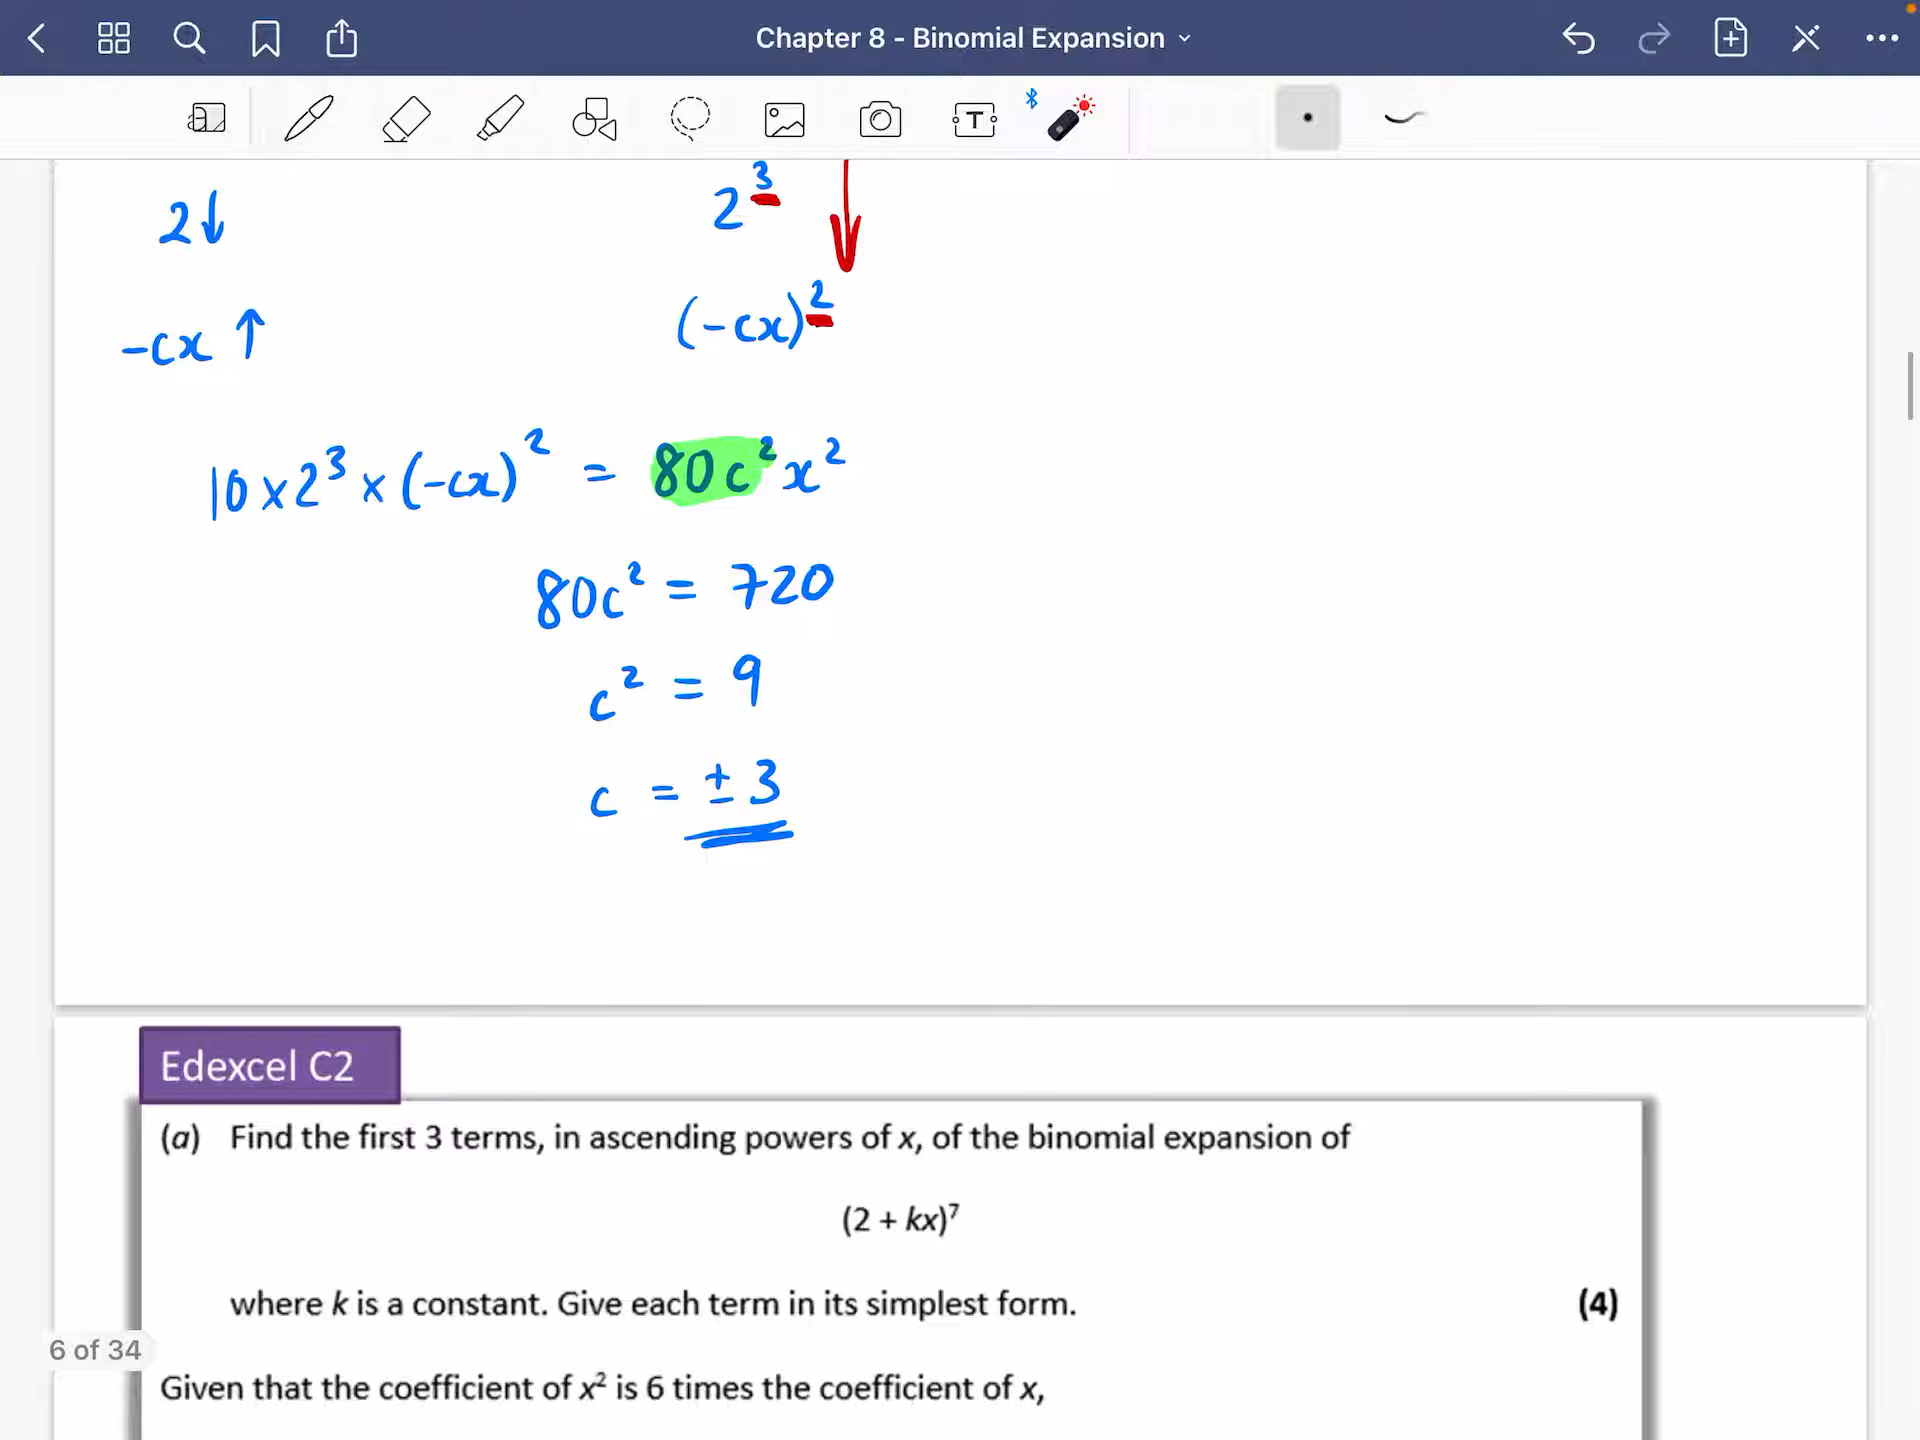 Chapter 8 - Binomial Expansion
2↓
2³
-cx ↑
(-cx)²
10 x 2³ x (-cx)² = 80c²x²
80c² = 720
c² = 9
c = ± 3
Edexcel C2
(a) Find the first 3 terms, in ascending powers of x, of the binomial expansion of
(2 + kx)⁷
where k is a constant. Give each term in its simplest form. (4)
6 of 34
Given that the coefficient of x² is 6 times the coefficient of x,